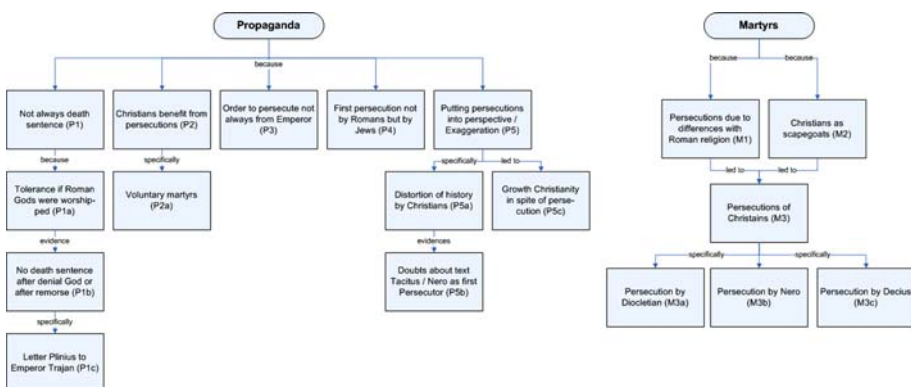 Propaganda
because
Not always death
sentence (P1)
Christians benefit from
persecutions (P2)
Order to persecute not
always from Emperor
(P3)
First persecution not
by Romans but by
Jews (P4)
Putting persecutions
into perspective /
Exaggeration (P5)
because
specifically
specifically
led to
Tolerance if Roman
Gods were worship-
ped (P1a)
Voluntary martyrs
(P2a)
Distortion of history
by Christians (P5a)
Growth Christianity
in spite of perse-
cution (P5c)
evidence
evidences
No death sentence
after denial God or
after remorse (P1b)
Doubts about text
Tacitus / Nero as first
Persecutor (P5b)
specifically
Letter Plinius to
Emperor Trajan (P1c)
Martyrs
because
because
Persecutions due to
differences with
Roman religion (M1)
Christians as
scapegoats (M2)
led to
led to
Persecutions of
Christains (M3)
specifically
specifically
specifically
Persecution by
Diocletian (M3a)
Persecution by Nero
(M3b)
Persecution by Decius
(M3c)